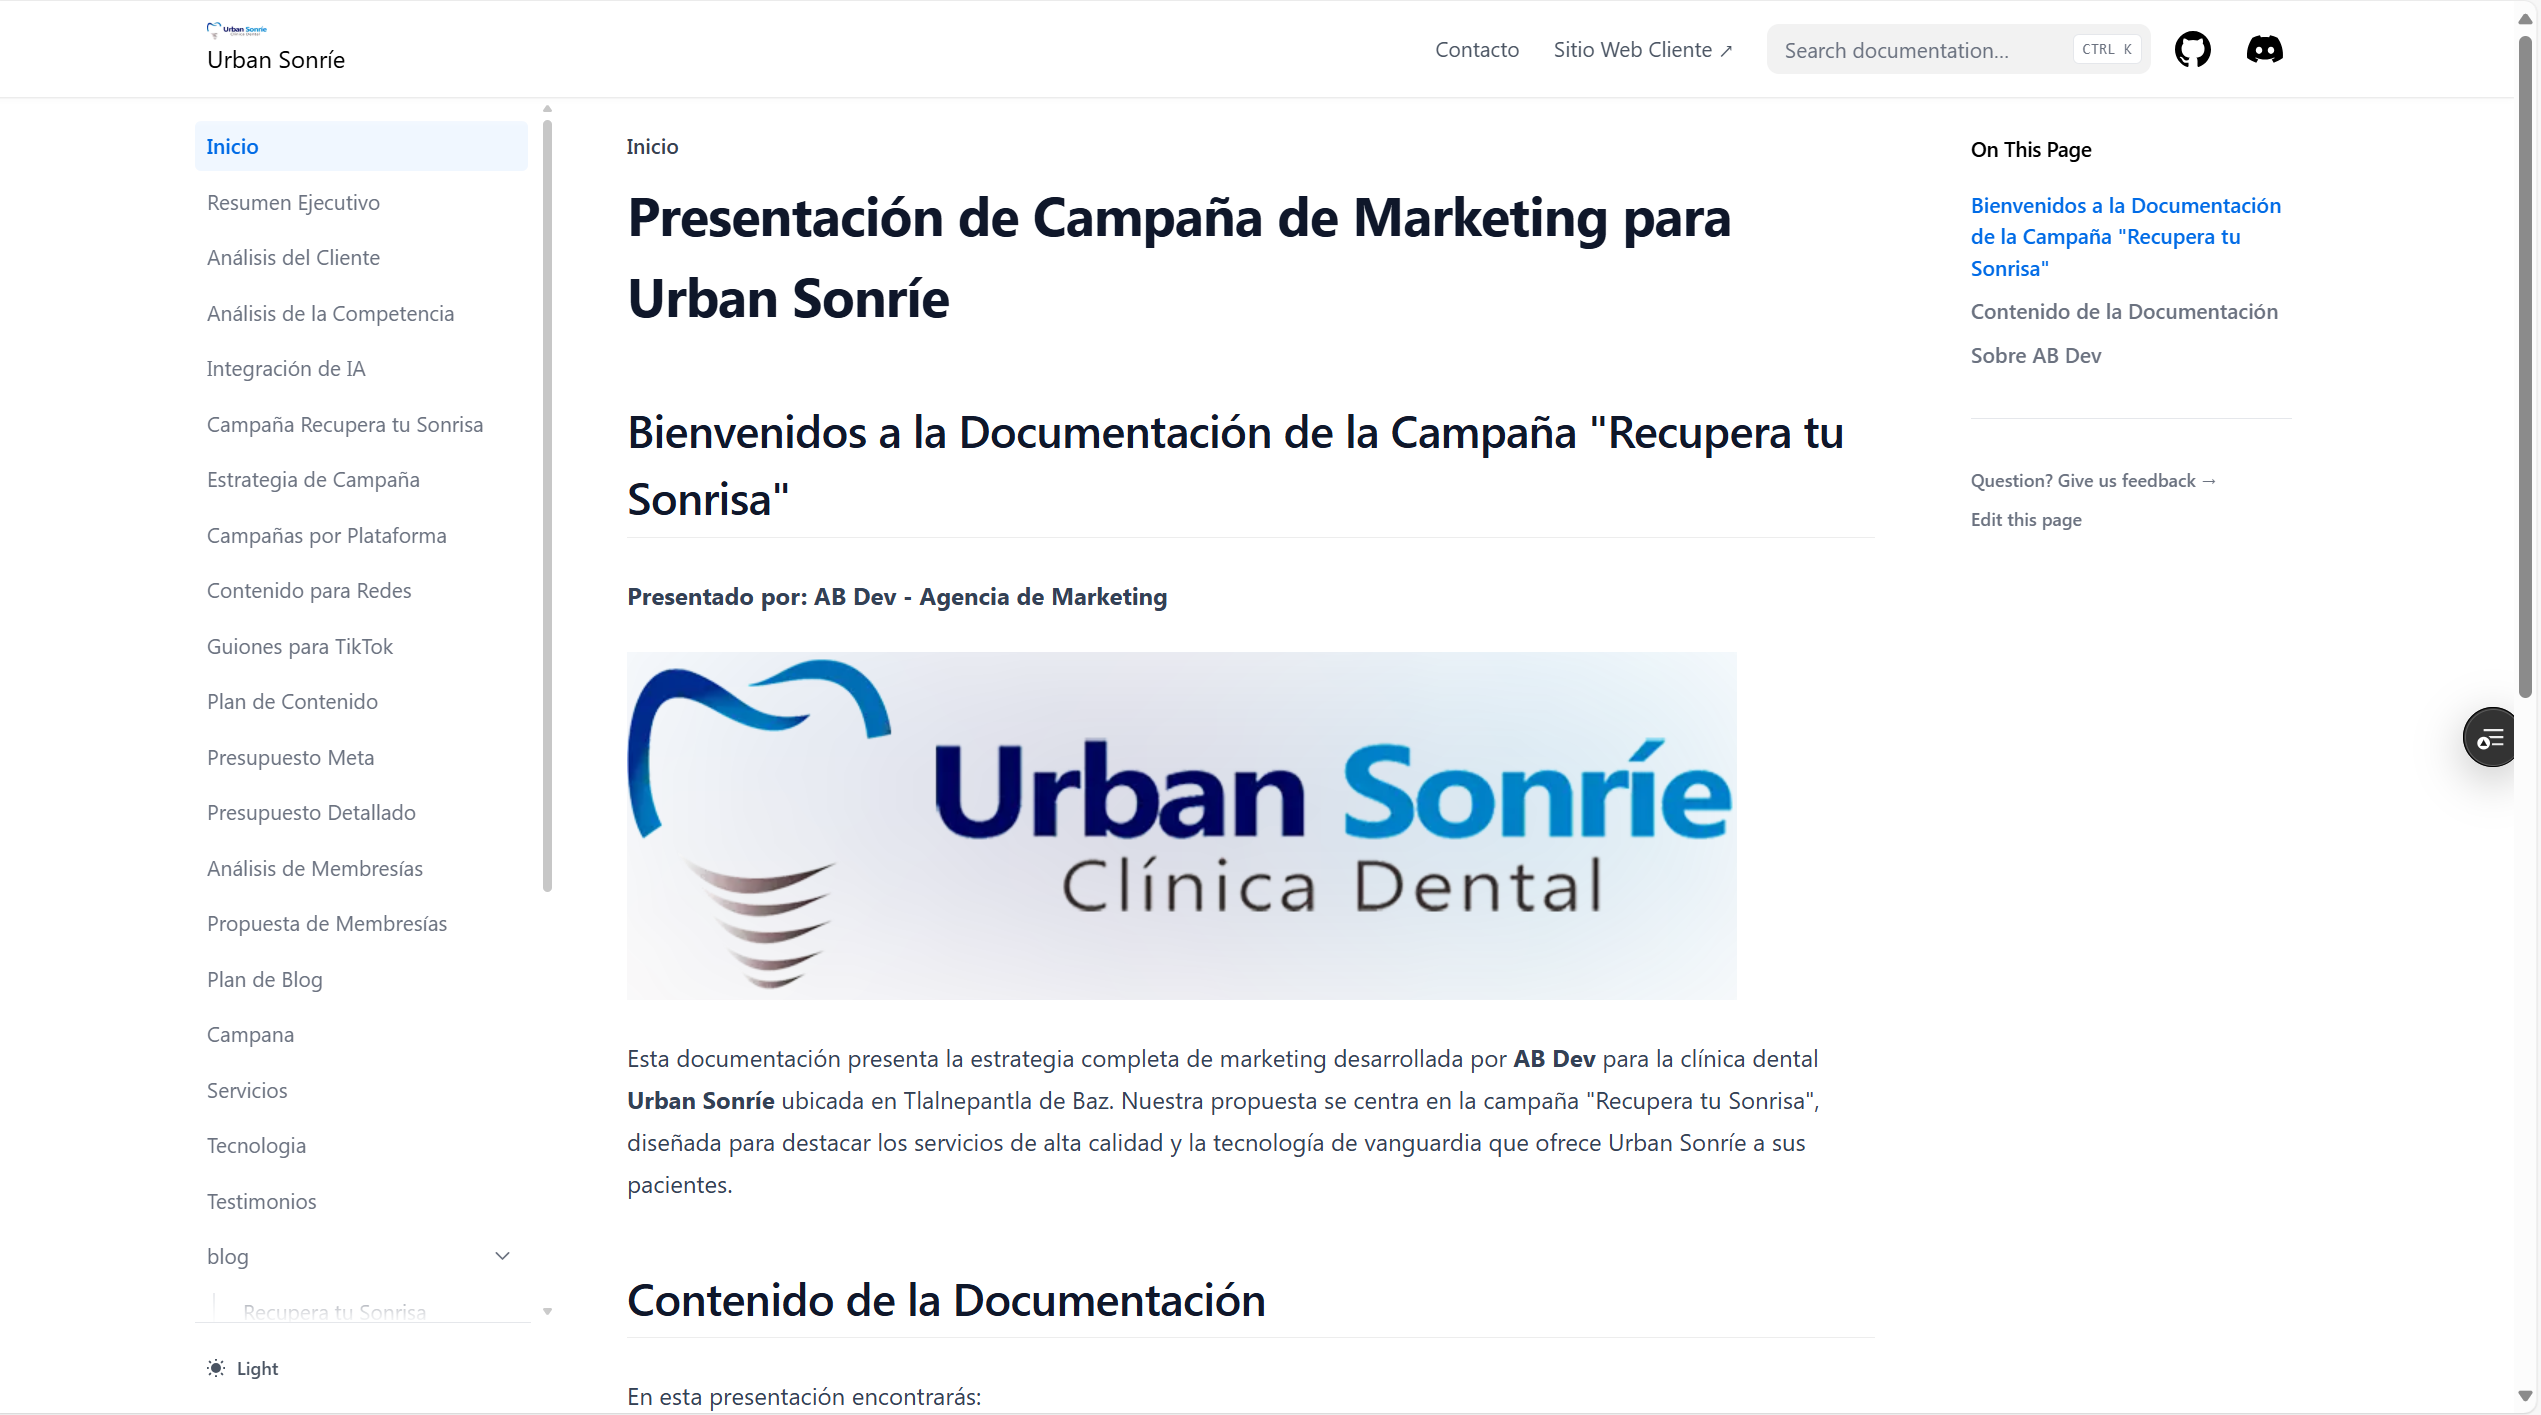 Urban Sonríe
Urban Sonríe
Contacto
Sitio Web Cliente ↗
Search documentation…
CTRL K
Inicio
Resumen Ejecutivo
Análisis del Cliente
Análisis de la Competencia
Integración de IA
Campaña Recupera tu Sonrisa
Estrategia de Campaña
Campañas por Plataforma
Contenido para Redes
Guiones para TikTok
Plan de Contenido
Presupuesto Meta
Presupuesto Detallado
Análisis de Membresías
Propuesta de Membresías
Plan de Blog
Campana
Servicios
Tecnologia
Testimonios
blog
Recupera tu Sonrisa
Light
Inicio
Presentación de Campaña de Marketing para
Urban Sonríe
Bienvenidos a la Documentación de la Campaña "Recupera tu
Sonrisa"
Presentado por: AB Dev - Agencia de Marketing
Urban Sonríe
Clínica Dental
Esta documentación presenta la estrategia completa de marketing desarrollada por AB Dev para la clínica dental
Urban Sonríe ubicada en Tlalnepantla de Baz. Nuestra propuesta se centra en la campaña "Recupera tu Sonrisa",
diseñada para destacar los servicios de alta calidad y la tecnología de vanguardia que ofrece Urban Sonríe a sus
pacientes.
Contenido de la Documentación
En esta presentación encontrarás:
On This Page
Bienvenidos a la Documentación
de la Campaña "Recupera tu
Sonrisa"
Contenido de la Documentación
Sobre AB Dev
Question? Give us feedback →
Edit this page